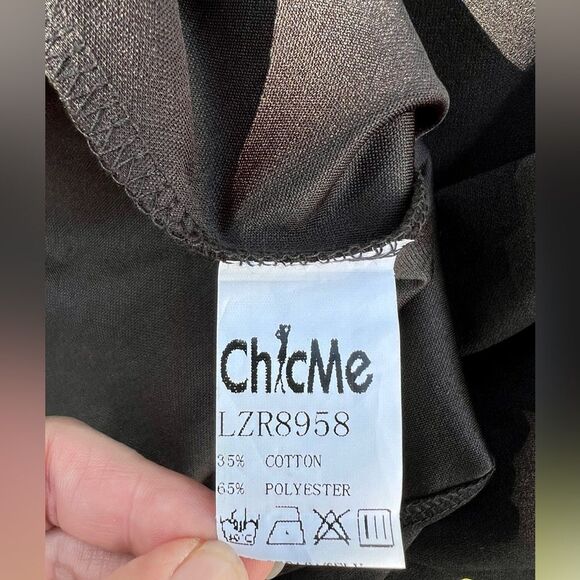 ChicMe
LZR8958
35% COTTON
65% POLYESTER